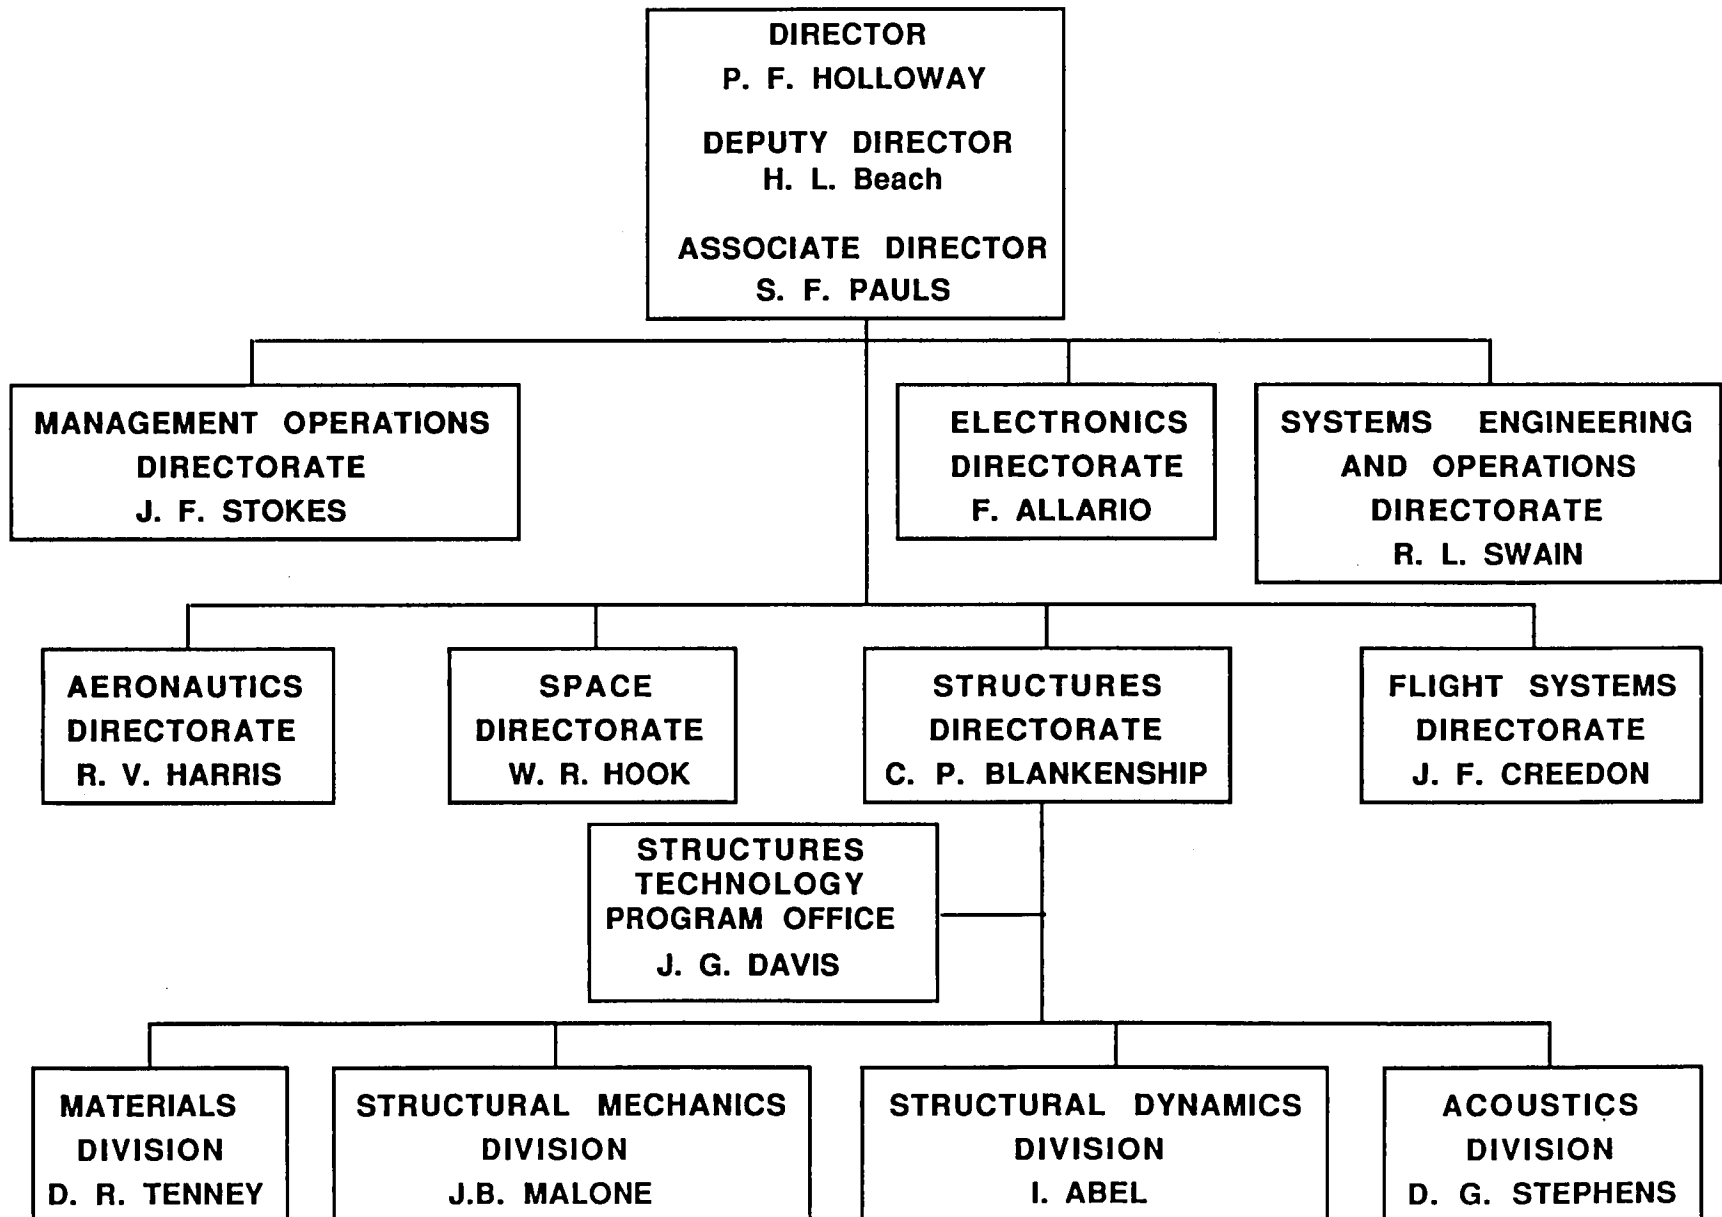 DIRECTOR
P. F. HOLLOWAY
DEPUTY DIRECTOR
H. L. Beach
ASSOCIATE DIRECTOR
S. F. PAULS
MANAGEMENT OPERATIONS
DIRECTORATE
J. F. STOKES
ELECTRONICS
DIRECTORATE
F. ALLARIO
SYSTEMS ENGINEERING
AND OPERATIONS
DIRECTORATE
R. L. SWAIN
AERONAUTICS
DIRECTORATE
R. V. HARRIS
SPACE
DIRECTORATE
W. R. HOOK
STRUCTURES
DIRECTORATE
C. P. BLANKENSHIP
FLIGHT SYSTEMS
DIRECTORATE
J. F. CREEDON
STRUCTURES
TECHNOLOGY
PROGRAM OFFICE
J. G. DAVIS
MATERIALS
DIVISION
D. R. TENNEY
STRUCTURAL MECHANICS
DIVISION
J.B. MALONE
STRUCTURAL DYNAMICS
DIVISION
I. ABEL
ACOUSTICS
DIVISION
D. G. STEPHENS